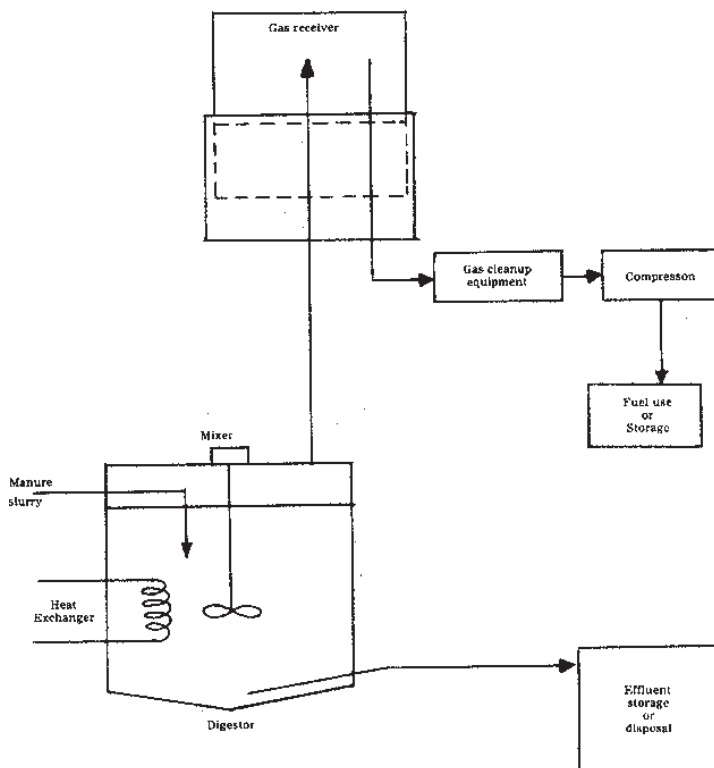 Gas receiver
Gas cleanup
equipment
Compresson
Fuel use
or
Storage
Mixer
Manure
slurry
Heat
Exchanger
Digestor
Effluent
storage
or
disposal